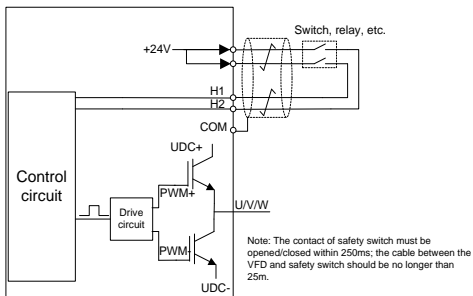 Switch, relay, etc.
+24V
H1
H2
COM
UDC+
Control
circuit
PWM+
Drive
circuit
U/V/W
PWM-
UDC-
Note: The contact of safety switch must be
opened/closed within 250ms; the cable between the
VFD and safety switch should be no longer than
25m.